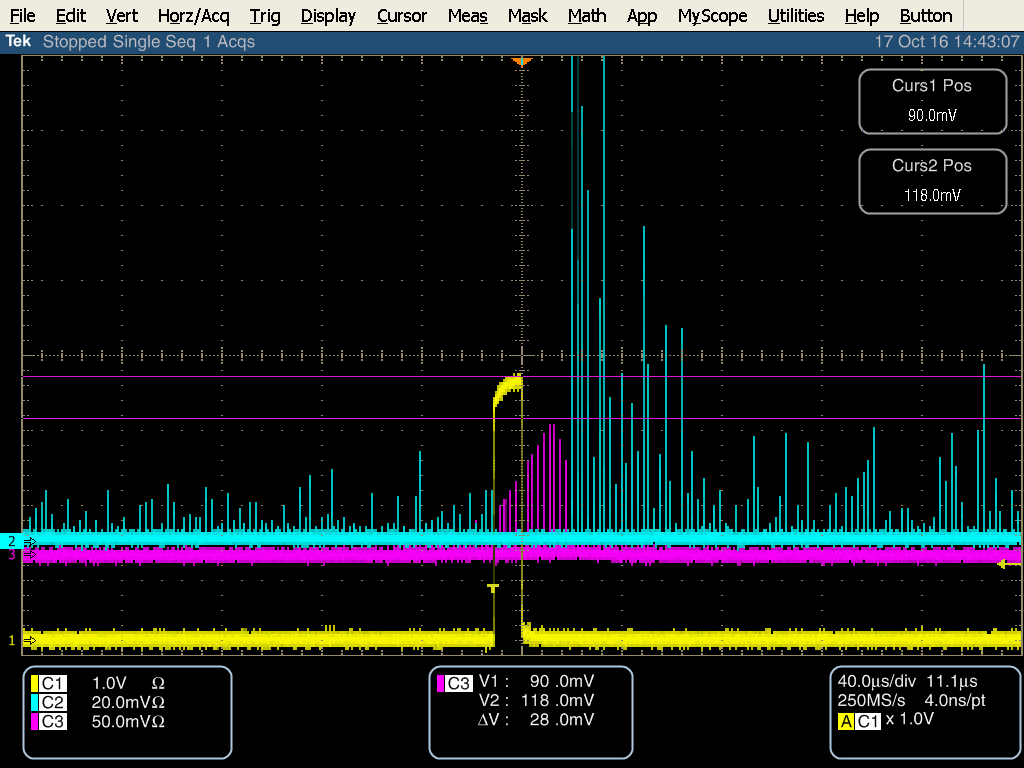 File Edit Vert Horz/Acq Trig Display Cursor Meas Mask Math App MyScope Utilities Help Button
Tek Stopped Single Seq 1 Acqs 17 Oct 16 14:43:07
Curs1 Pos
90.0mV
Curs2 Pos
118.0mV
2
3
T
1
C1 1.0V Ω
C2 20.0mVΩ
C3 50.0mVΩ
C3 V1 : 90 .0mV
V2 : 118 .0mV
ΔV : 28 .0mV
40.0µs/div 11.1µs
250MS/s 4.0ns/pt
A C1 x 1.0V